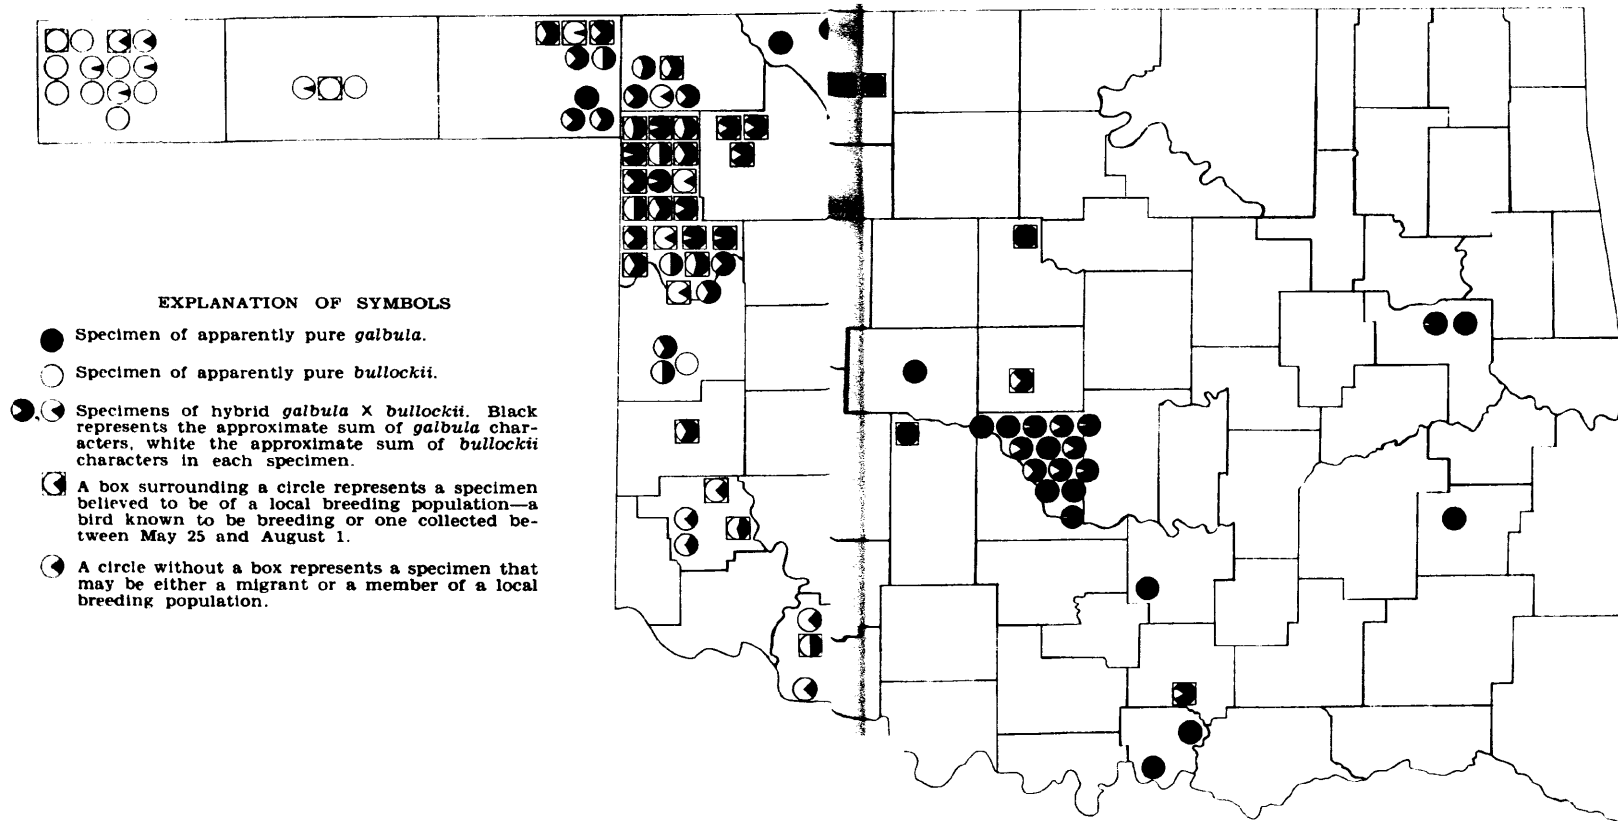 EXPLANATION OF SYMBOLS
Specimen of apparently pure galbula.
Specimen of apparently pure bullockii.
Specimens of hybrid galbula X bullockii. Black
represents the approximate sum of galbula char-
acters, white the approximate sum of bullockii
characters in each specimen.
A box surrounding a circle represents a specimen
believed to be of a local breeding population—a
bird known to be breeding or one collected be-
tween May 25 and August 1.
A circle without a box represents a specimen that
may be either a migrant or a member of a local
breeding population.